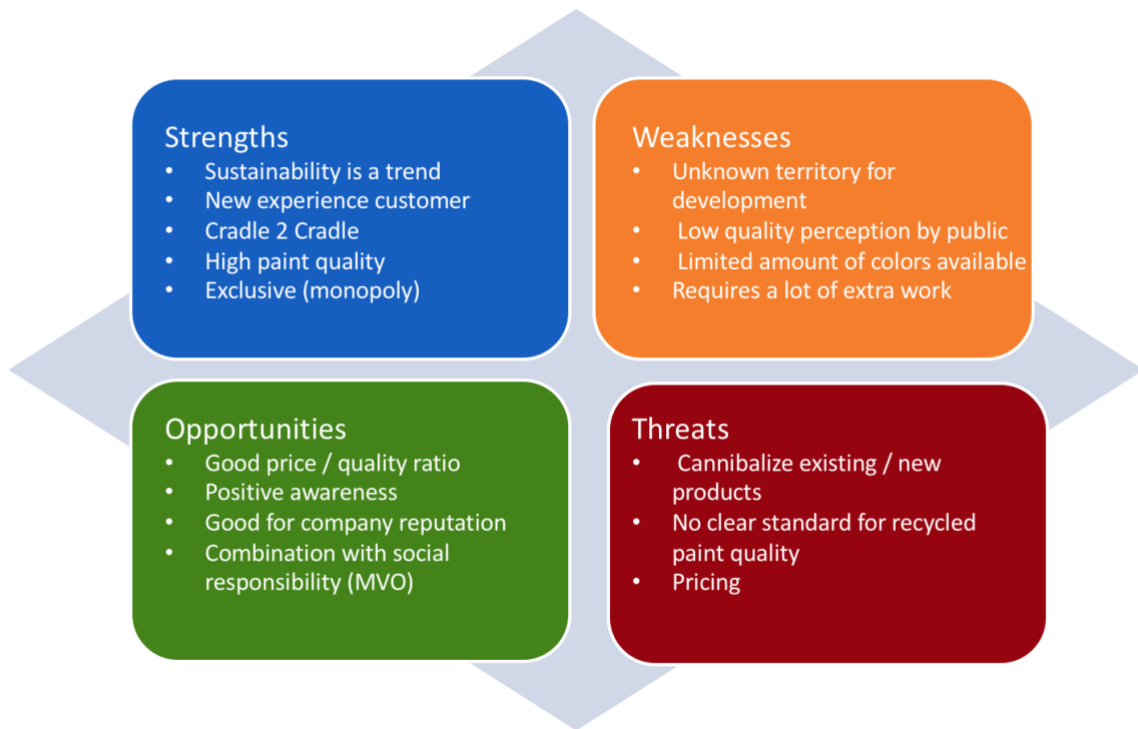 Strengths
• Sustainability is a trend
• New experience customer
• Cradle 2 Cradle
• High paint quality
• Exclusive (monopoly)
Weaknesses
• Unknown territory for
development
• Low quality perception by public
• Limited amount of colors available
• Requires a lot of extra work
Opportunities
• Good price / quality ratio
• Positive awareness
• Good for company reputation
• Combination with social
responsibility (MVO)
Threats
• Cannibalize existing / new
products
• No clear standard for recycled
paint quality
• Pricing